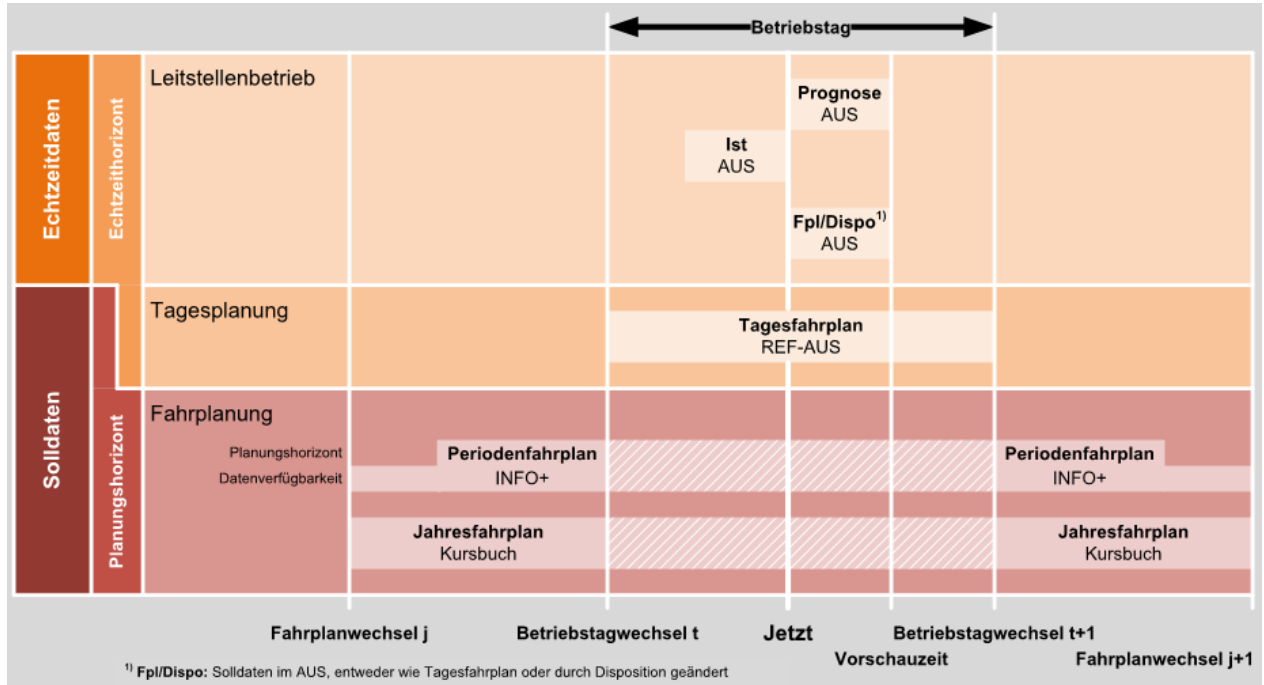 Betriebstag
Echtzeitdaten
Echtzeithorizont
Leitstellenbetrieb
Prognose
AUS
Ist
AUS
Fpl/Dispo1)
AUS
Solldaten
Planungshorizont
Tagesplanung
Tagesfahrplan
REF-AUS
Fahrplanung
Planungshorizont
Datenverfügbarkeit
Periodenfahrplan
INFO+
Periodenfahrplan
INFO+
Jahresfahrplan
Kursbuch
Jahresfahrplan
Kursbuch
Fahrplanwechsel j
Betriebstagwechsel t
Jetzt
Betriebstagwechsel t+1
Vorschauzeit
Fahrplanwechsel j+1
1) Fpl/Dispo: Solldaten im AUS, entweder wie Tagesfahrplan oder durch Disposition geändert